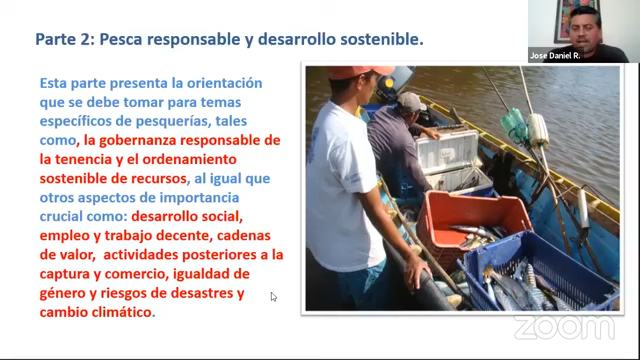 Parte 2: Pesca responsable y desarrollo sostenible.
Jose Daniel R.
Esta parte presenta la orientación
que se debe tomar para temas
específicos de pesquerías, tales
como, la gobernanza responsable de
la tenencia y el ordenamiento
sostenible de recursos, al igual que
otros aspectos de importancia
crucial como: desarrollo social,
empleo y trabajo decente, cadenas
de valor,  actividades posteriores a la
captura y comercio, igualdad de
género y riesgos de desastres y
cambio climático.
zoom